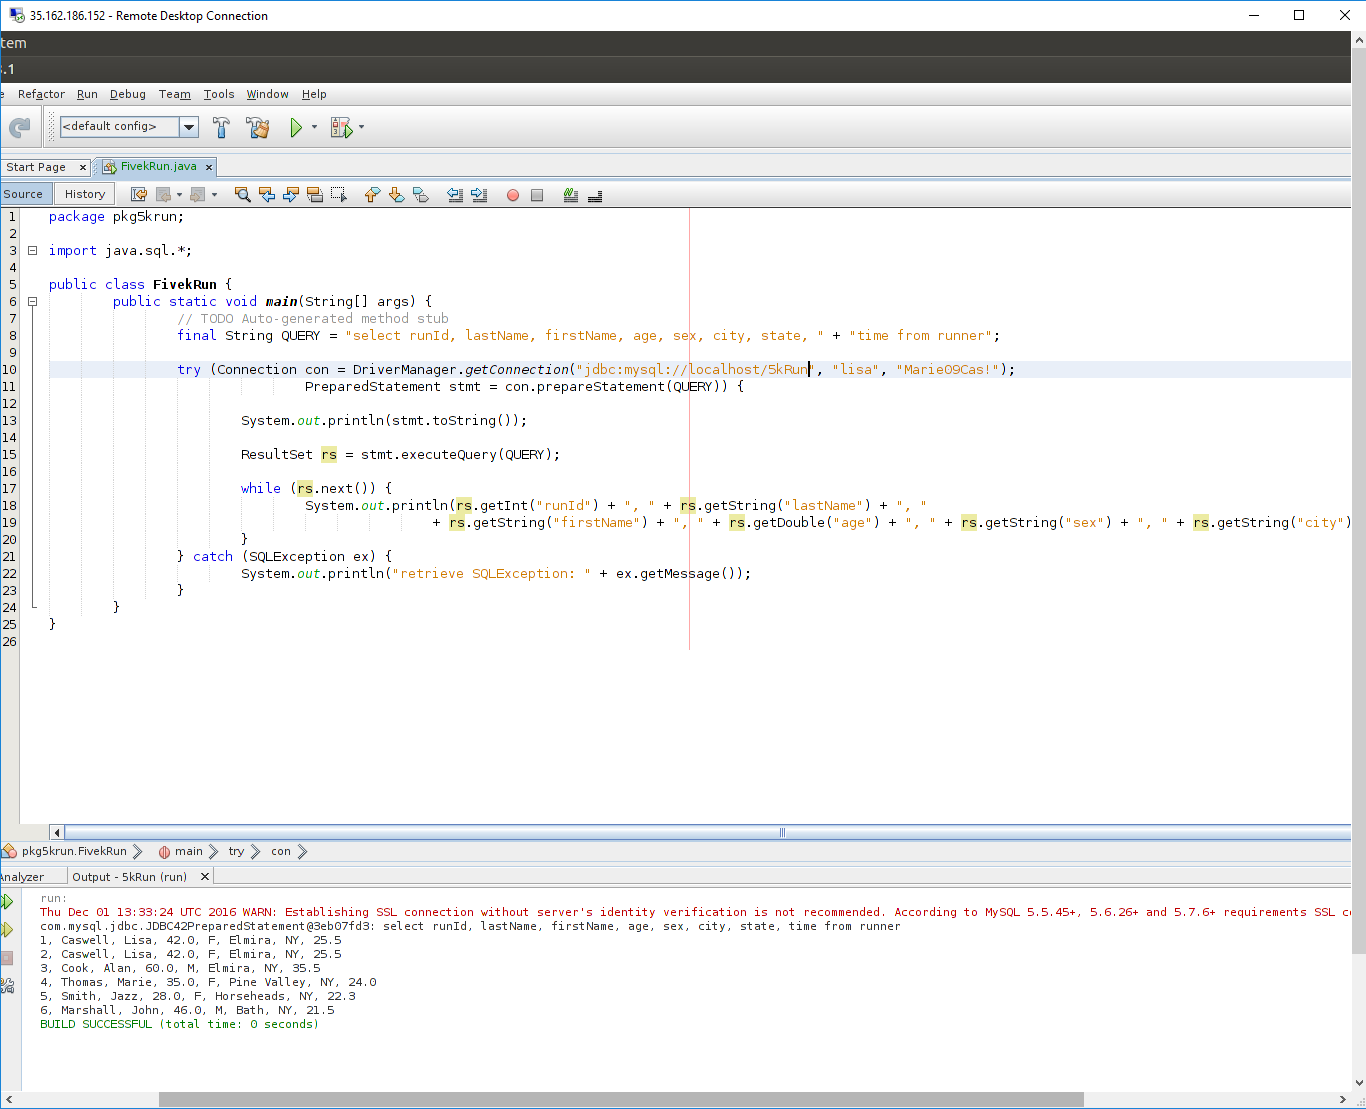 35.162.186.152 - Remote Desktop Connection
tem
.1
e Refactor Run Debug Team Tools Window Help
<default config>
Start Page × FivekRun.java ×
Source History
1 package pkg5krun;
2
3 import java.sql.*;
4
5 public class FivekRun {
6 public static void main(String[] args) {
7 // TODO Auto-generated method stub
8 final String QUERY = "select runId, lastName, firstName, age, sex, city, state, " + "time from runner";
9
10 try (Connection con = DriverManager.getConnection("jdbc:mysql://localhost/5kRun", "lisa", "Marie09Cas!");
11 PreparedStatement stmt = con.prepareStatement(QUERY)) {
12
13 System.out.println(stmt.toString());
14
15 ResultSet rs = stmt.executeQuery(QUERY);
16
17 while (rs.next()) {
18 System.out.println(rs.getInt("runId") + ", " + rs.getString("lastName") + ", "
19 + rs.getString("firstName") + ", " + rs.getDouble("age") + ", " + rs.getString("sex") + ", " + rs.getString("city")
20 }
21 } catch (SQLException ex) {
22 System.out.println("retrieve SQLException: " + ex.getMessage());
23 }
24 }
25 }
26
pkg5krun.FivekRun main try con
Analyzer Output - 5kRun (run) ×
run:
Thu Dec 01 13:33:24 UTC 2016 WARN: Establishing SSL connection without server's identity verification is not recommended. According to MySQL 5.5.45+, 5.6.26+ and 5.7.6+ requirements SSL co
com.mysql.jdbc.JDBC42PreparedStatement@3eb07fd3: select runId, lastName, firstName, age, sex, city, state, time from runner
1, Caswell, Lisa, 42.0, F, Elmira, NY, 25.5
2, Caswell, Lisa, 42.0, F, Elmira, NY, 25.5
3, Cook, Alan, 60.0, M, Elmira, NY, 35.5
4, Thomas, Marie, 35.0, F, Pine Valley, NY, 24.0
5, Smith, Jazz, 28.0, F, Horseheads, NY, 22.3
6, Marshall, John, 46.0, M, Bath, NY, 21.5
BUILD SUCCESSFUL (total time: 0 seconds)